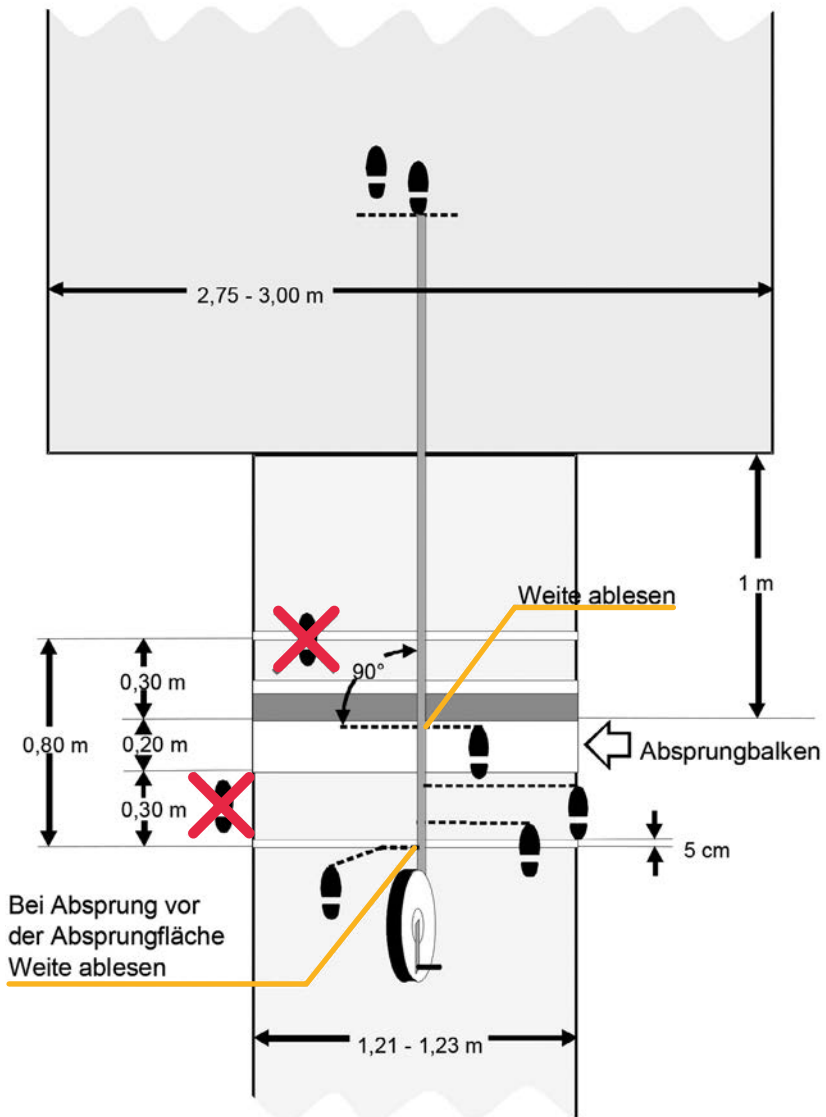 2,75 - 3,00 m
1 m
Weite ablesen
90°
0,30 m
0,80 m
0,20 m
Absprungbalken
0,30 m
5 cm
Bei Absprung vor
der Absprungfläche
Weite ablesen
1,21 - 1,23 m